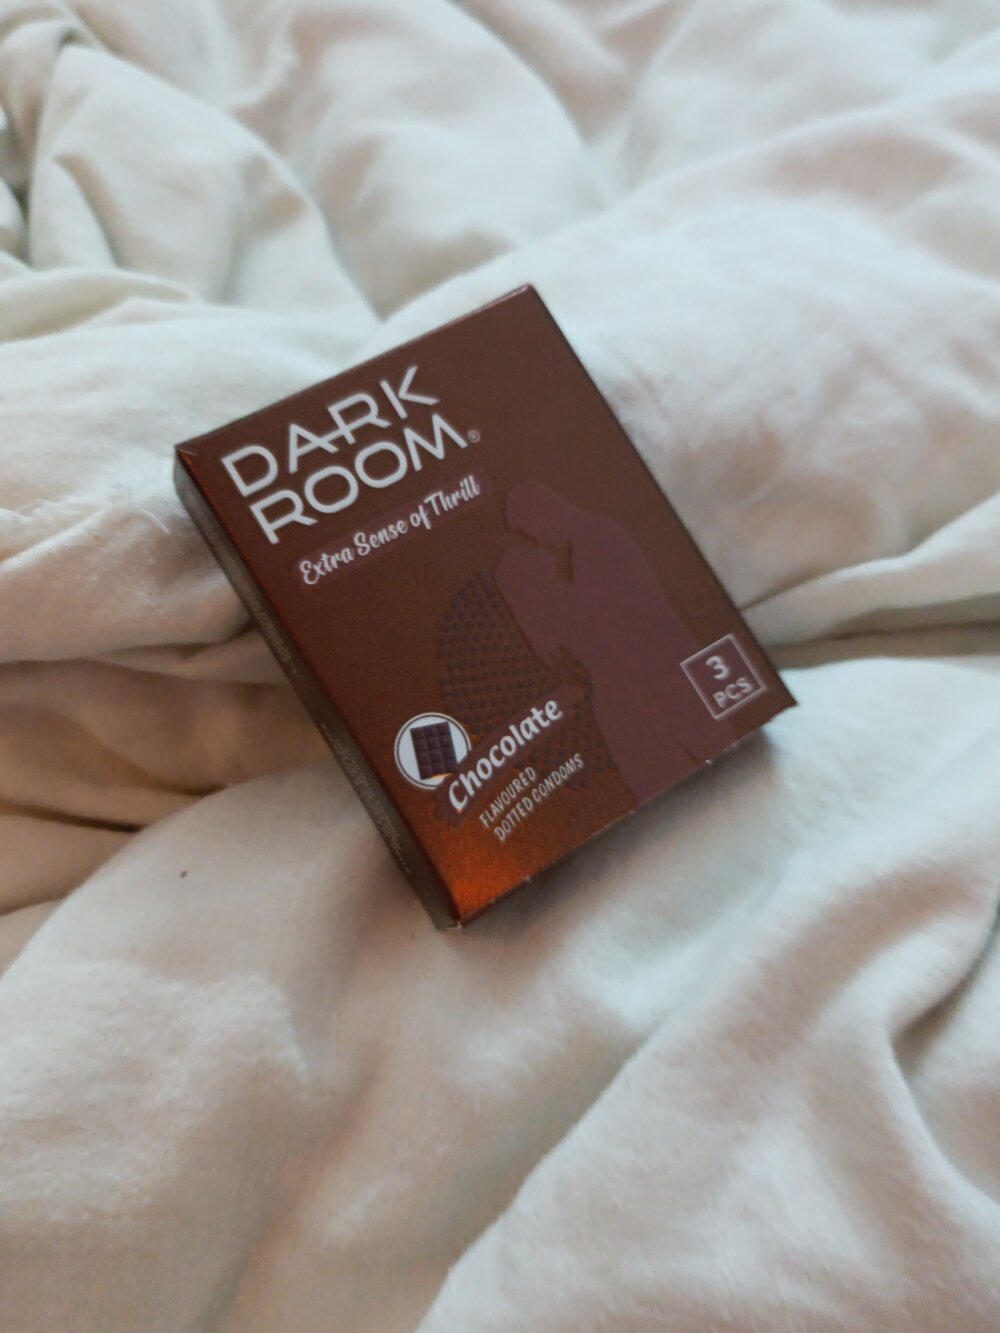 DARK
ROOM®
Extra Sense of Thrill
Chocolate
FLAVOURED
DOTTED CONDOMS
3
PCS